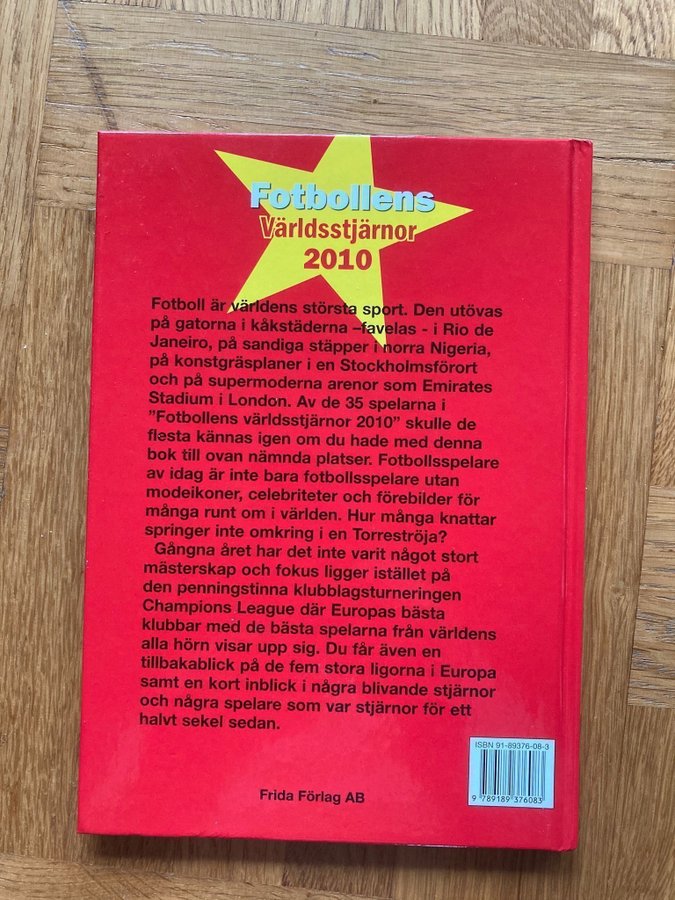 Fotbollens
Världsstjärnor
2010
Fotboll är världens största sport. Den utövas
på gatorna i kåkstäderna –favelas - i Rio de
Janeiro, på sandiga stäpper i norra Nigeria,
på konstgräsplaner i en Stockholmsförort
och på supermoderna arenor som Emirates
Stadium i London. Av de 35 spelarna i
”Fotbollens världsstjärnor 2010” skulle de
flesta kännas igen om du hade med denna
bok till ovan nämnda platser. Fotbollsspelare
av idag är inte bara fotbollsspelare utan
modeikoner, celebriteter och förebilder för
många runt om i världen. Hur många knattar
springer inte omkring i en Torreströja?
Gångna året har det inte varit något stort
mästerskap och fokus ligger istället på
den penningstinna klubblagsturneringen
Champions League där Europas bästa
klubbar med de bästa spelarna från världens
alla hörn visar upp sig. Du får även en
tillbakablick på de fem stora ligorna i Europa
samt en kort inblick i några blivande stjärnor
och några spelare som var stjärnor för ett
halvt sekel sedan.
ISBN 91-89376-08-3
9 789189 376083
Frida Förlag AB